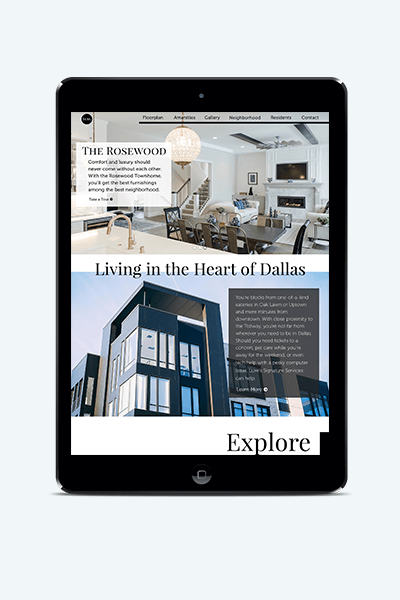 Floorplan Amenities Gallery Neighborhood Residents Contact
THE ROSEWOOD
Comfort and luxury should
never come without each other.
With the Rosewood Townhome,
you'll get the best furnishings
among the best neighborhood.
Take a Tour
Living in the Heart of Dallas
You're blocks from one-of-a-kind
eateries in Oak Lawn or Uptown
and mere minutes from
downtown. With close proximity to
the Tollway, you're not far from
wherever you need to be in Dallas.
Should you need tickets to a
concert, pet care while you're
away for the weekend, or even
tech help with a pesky computer
issue, Luxe's Signature Services
can help.
Learn More
Explore